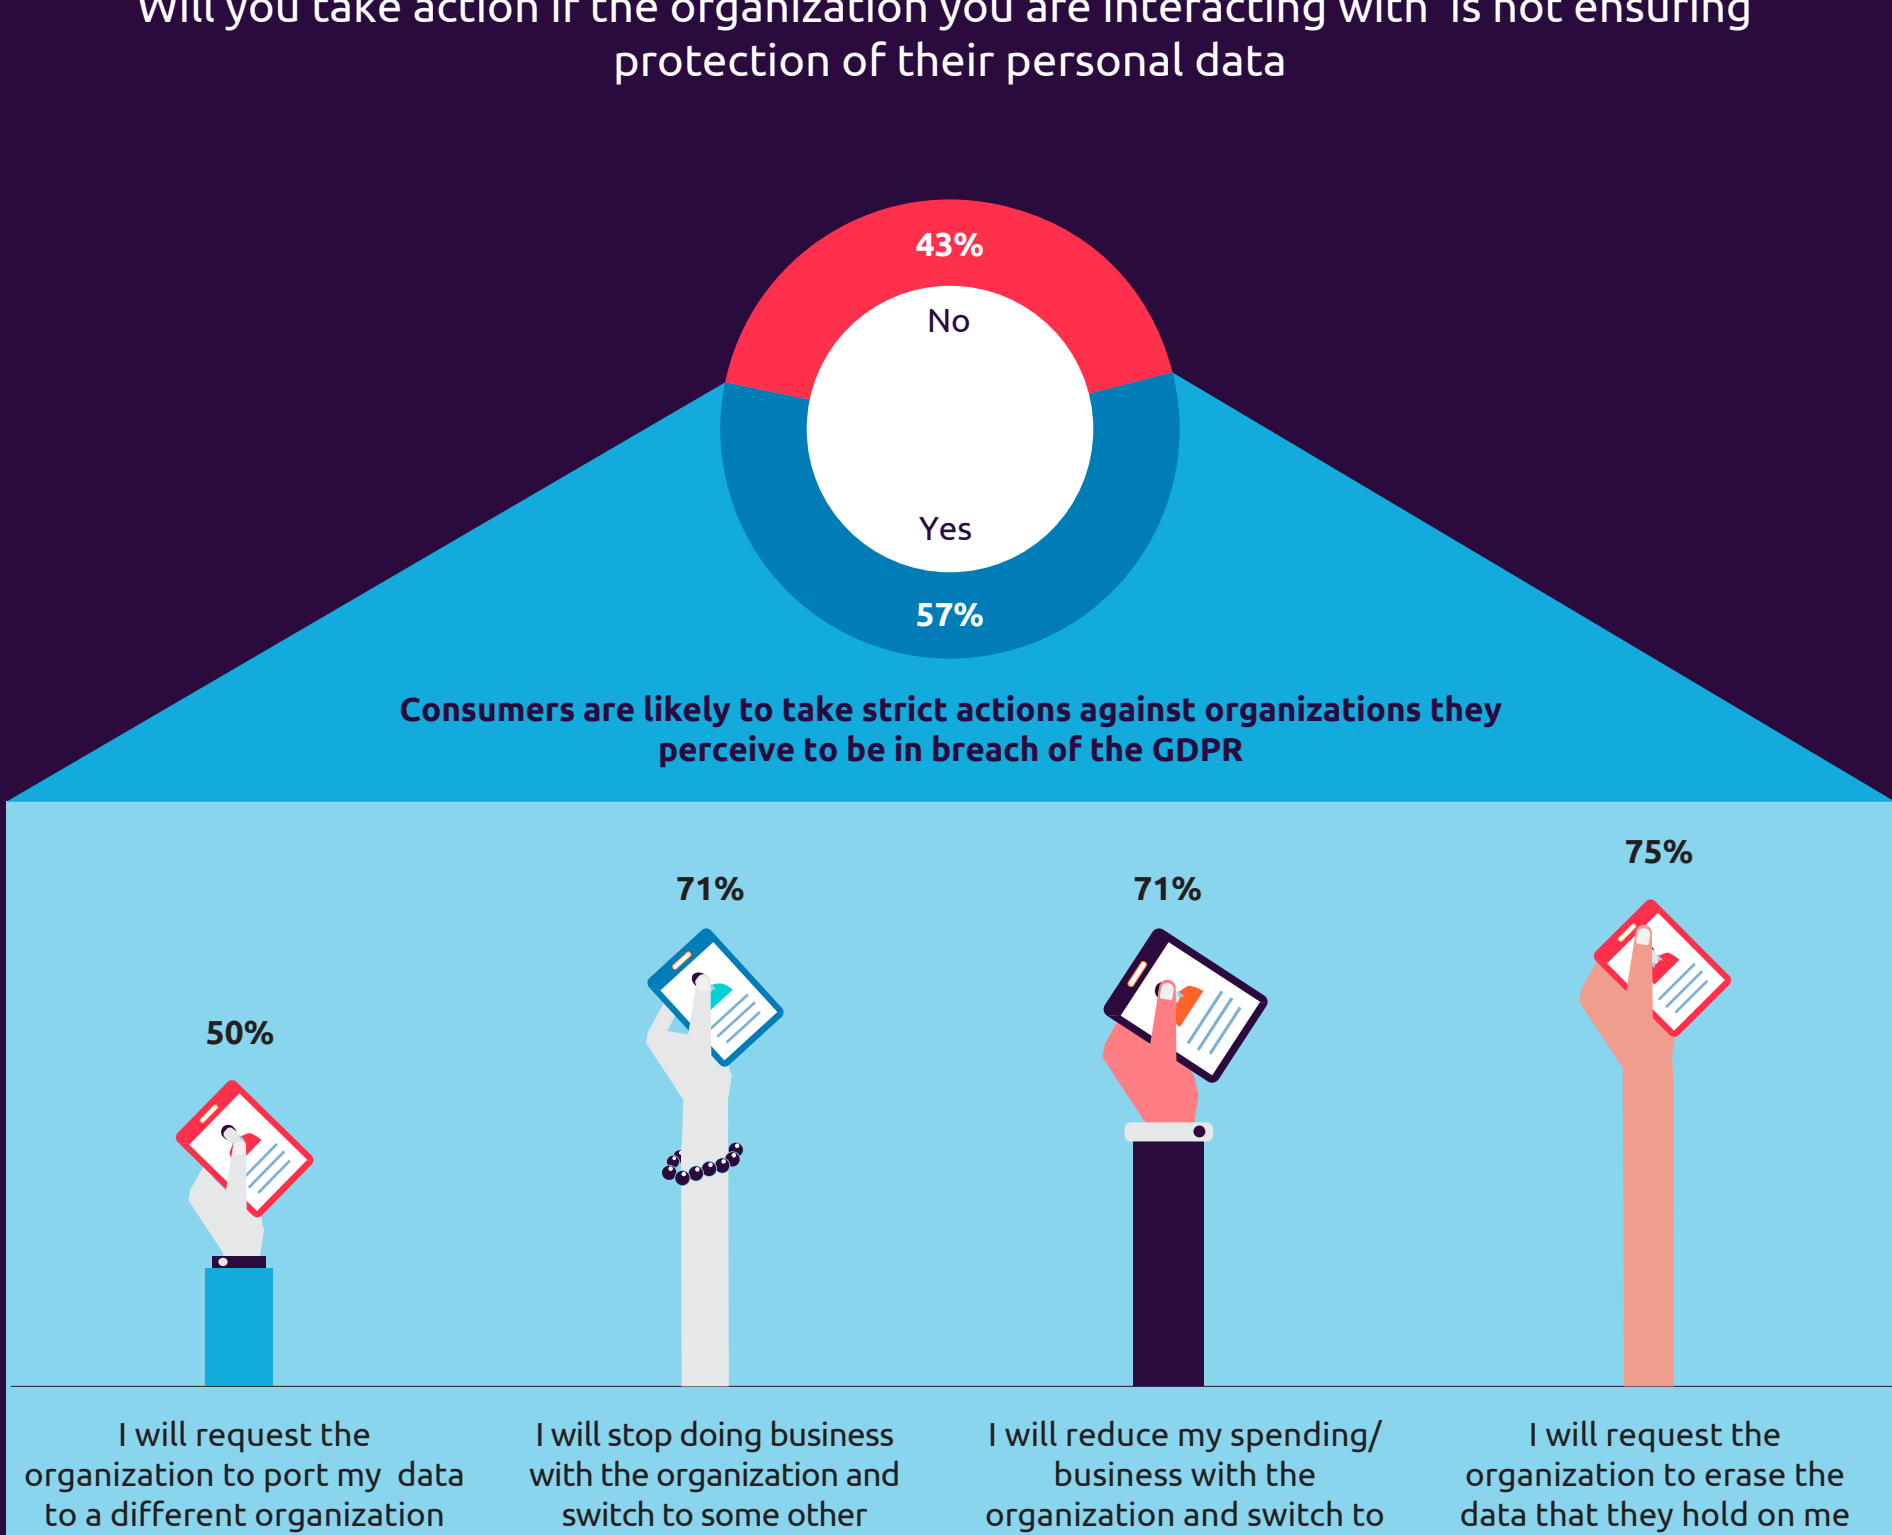 Will you take action if the organization you are interacting with is not ensuring
protection of their personal data
43%
No
Yes
57%
Consumers are likely to take strict actions against organizations they
perceive to be in breach of the GDPR
50%
71%
71%
75%
I will request the
organization to port my data
to a different organization
I will stop doing business
with the organization and
switch to some other
I will reduce my spending/
business with the
organization and switch to
I will request the
organization to erase the
data that they hold on me